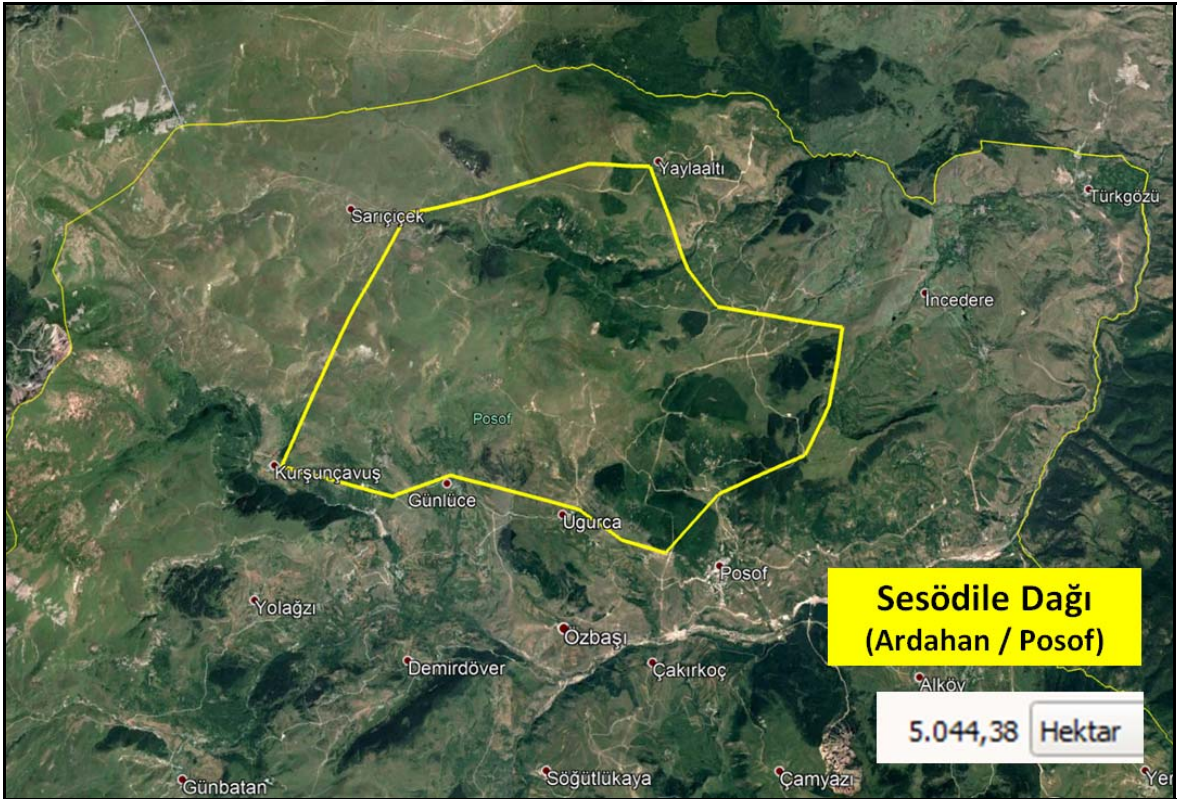 Yaylaaltı
Türkgözü
Sarıçiçek
İncedere
Posof
Kurşunçavuş
Günlüce
Uğurca
Posof
Yolağzı
Sesödile Dağı
(Ardahan / Posof)
Özbaşı
Demirdöver
Çakırkoç
Alköy
5.044,38 Hektar
Günbatan
Söğütlükaya
Çamyazı
Yer